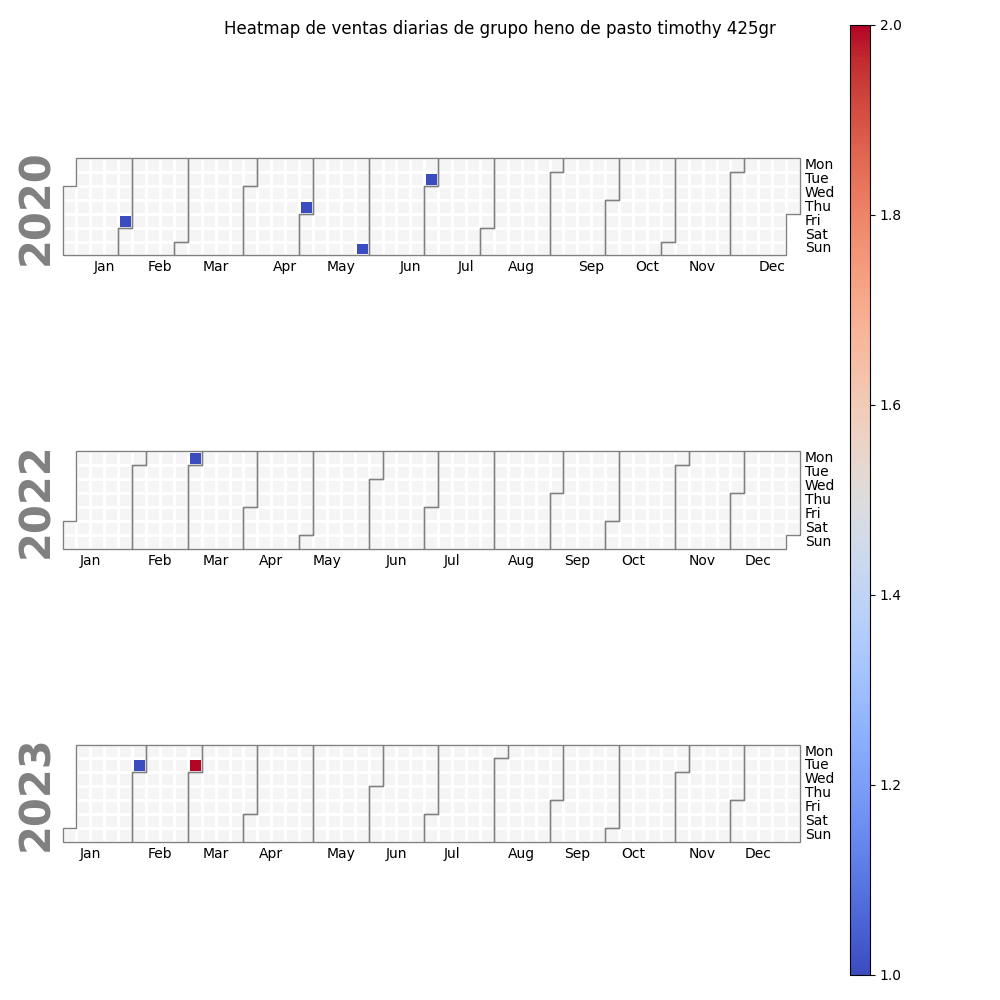 Heatmap de ventas diarias de grupo heno de pasto timothy 425gr
2020
Mon
Tue
Wed
Thu
Fri
Sat
Sun
Jan Feb Mar Apr May Jun Jul Aug Sep Oct Nov Dec
2022
Mon
Tue
Wed
Thu
Fri
Sat
Sun
Jan Feb Mar Apr May Jun Jul Aug Sep Oct Nov Dec
2023
Mon
Tue
Wed
Thu
Fri
Sat
Sun
Jan Feb Mar Apr May Jun Jul Aug Sep Oct Nov Dec
2.0
1.8
1.6
1.4
1.2
1.0